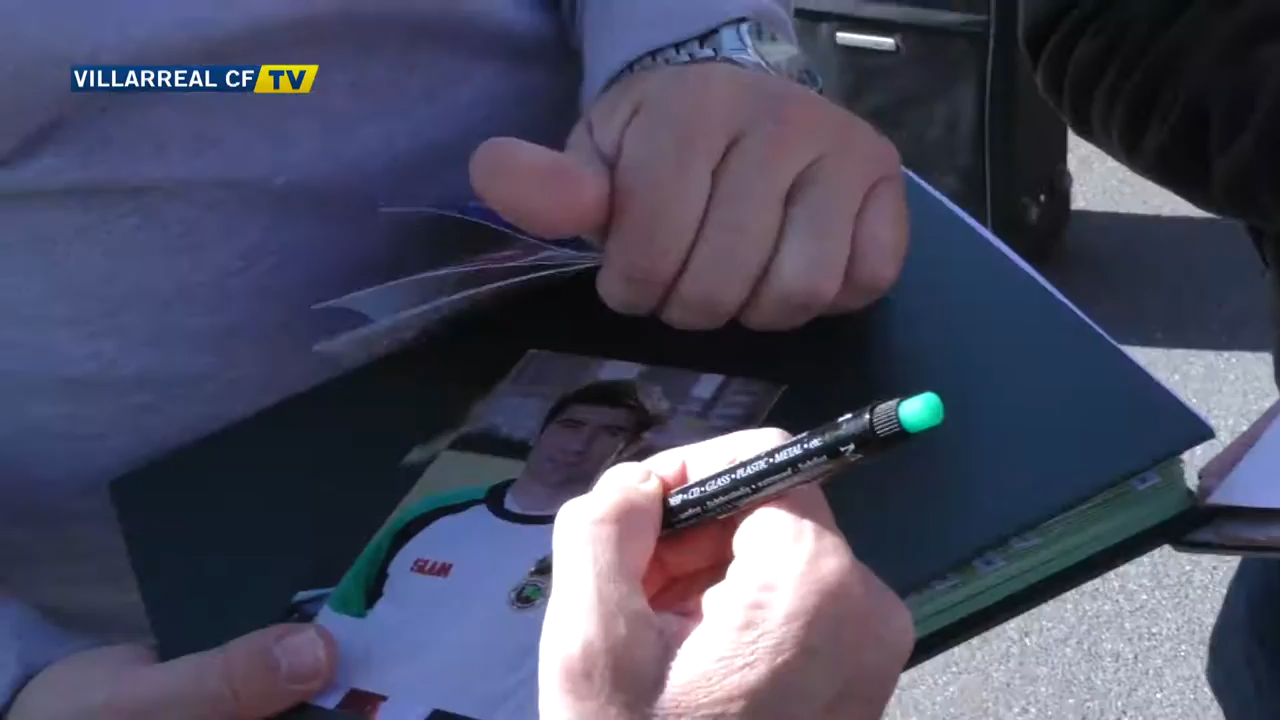 VILLARREAL CF TV
CD • GLASS • PLASTIC • METAL • etc.
SLAM